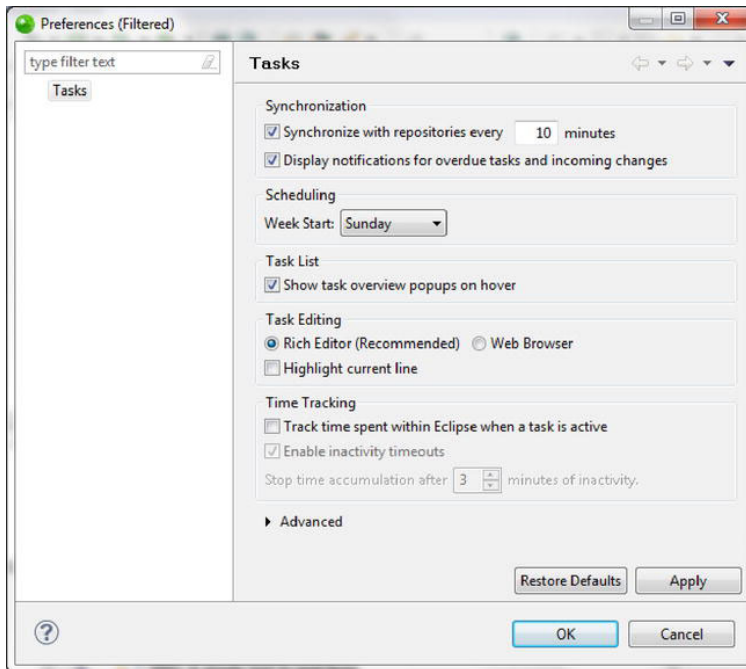 Preferences (Filtered)
type filter text
Tasks
Tasks
Synchronization
Synchronize with repositories every 10 minutes
Display notifications for overdue tasks and incoming changes
Scheduling
Week Start: Sunday
Task List
Show task overview popups on hover
Task Editing
Rich Editor (Recommended) Web Browser
Highlight current line
Time Tracking
Track time spent within Eclipse when a task is active
Enable inactivity timeouts
Stop time accumulation after 3 minutes of inactivity.
Advanced
Restore Defaults Apply
? OK Cancel